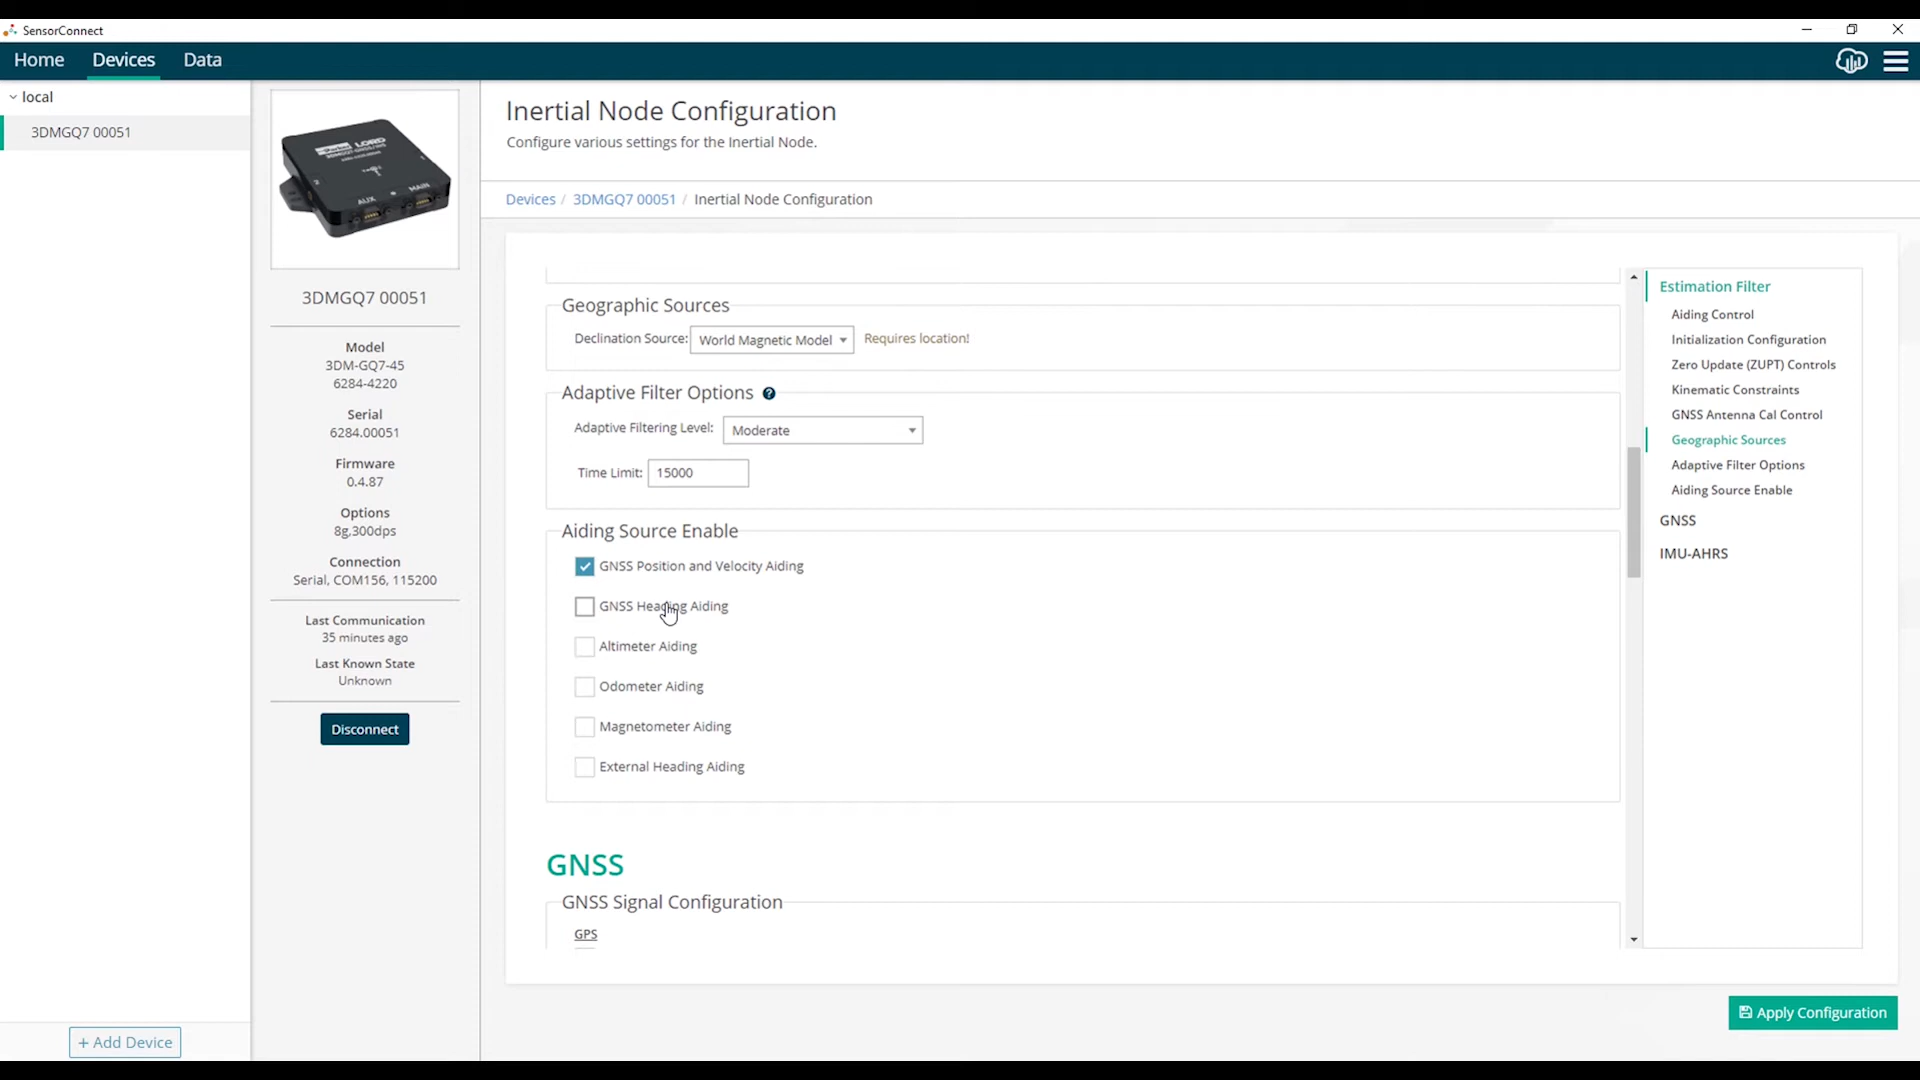 SensorConnect
Home
Devices
Data
local
3DMGQ7 00051
LORD
AUX
MAIN
3DMGQ7 00051
Model
3DM-GQ7-45
6284-4220
Serial
6284.00051
Firmware
0.4.87
Options
8g,300dps
Connection
Serial, COM156, 115200
Last Communication
35 minutes ago
Last Known State
Unknown
Disconnect
+ Add Device
Inertial Node Configuration
Configure various settings for the Inertial Node.
Devices / 3DMGQ7 00051 / Inertial Node Configuration
Geographic Sources
Declination Source: World Magnetic Model Requires location!
Adaptive Filter Options ?
Adaptive Filtering Level: Moderate
Time Limit: 15000
Aiding Source Enable
GNSS Position and Velocity Aiding
GNSS Heading Aiding
Altimeter Aiding
Odometer Aiding
Magnetometer Aiding
External Heading Aiding
GNSS
GNSS Signal Configuration
GPS
Estimation Filter
Aiding Control
Initialization Configuration
Zero Update (ZUPT) Controls
Kinematic Constraints
GNSS Antenna Cal Control
Geographic Sources
Adaptive Filter Options
Aiding Source Enable
GNSS
IMU-AHRS
Apply Configuration